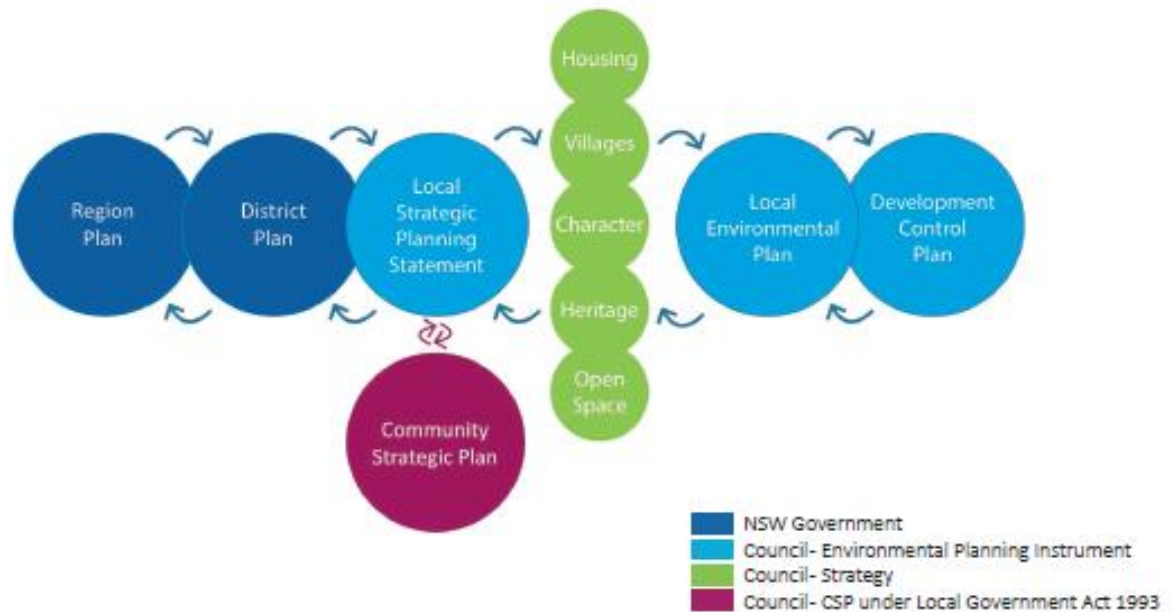 Housing
Villages
Character
Heritage
Open
Space
Region
Plan
District
Plan
Local
Strategic
Planning
Statement
Local
Environmental
Plan
Development
Control
Plan
Community
Strategic Plan
NSW Government
Council- Environmental Planning Instrument
Council- Strategy
Council- CSP under Local Government Act 1993